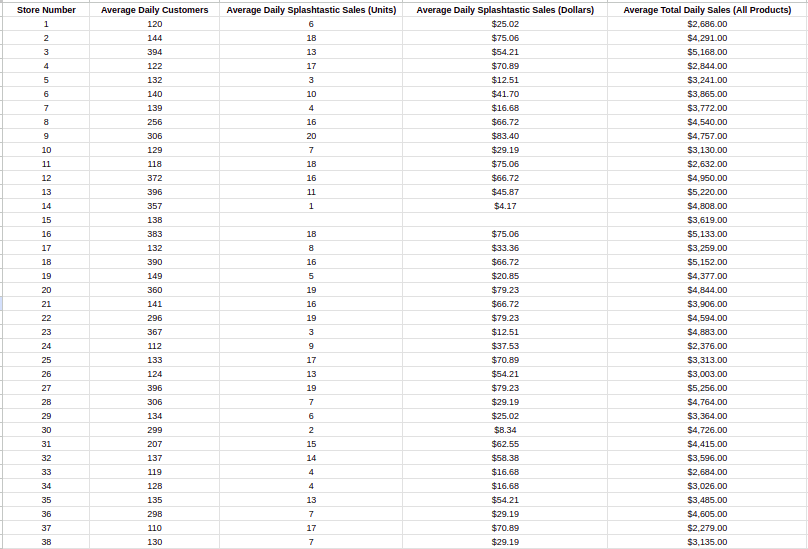 Store Number Average Daily Customers Average Daily Splashtastic Sales (Units) Average Daily Splashtastic Sales (Dollars) Average Total Daily Sales (All Products)
1 120 6 $25.02 $2,686.00
2 144 18 $75.06 $4,291.00
3 394 13 $54.21 $5,168.00
4 122 17 $70.89 $2,844.00
5 132 3 $12.51 $3,241.00
6 140 10 $41.70 $3,865.00
7 139 4 $16.68 $3,772.00
8 256 16 $66.72 $4,540.00
9 306 20 $83.40 $4,757.00
10 129 7 $29.19 $3,130.00
11 118 18 $75.06 $2,632.00
12 372 16 $66.72 $4,950.00
13 396 11 $45.87 $5,220.00
14 357 1 $4.17 $4,808.00
15 138 $3,619.00
16 383 18 $75.06 $5,133.00
17 132 8 $33.36 $3,259.00
18 390 16 $66.72 $5,152.00
19 149 5 $20.85 $4,377.00
20 360 19 $79.23 $4,844.00
21 141 16 $66.72 $3,906.00
22 296 19 $79.23 $4,594.00
23 367 3 $12.51 $4,883.00
24 112 9 $37.53 $2,376.00
25 133 17 $70.89 $3,313.00
26 124 13 $54.21 $3,003.00
27 396 19 $79.23 $5,256.00
28 306 7 $29.19 $4,764.00
29 134 6 $25.02 $3,364.00
30 299 2 $8.34 $4,726.00
31 207 15 $62.55 $4,415.00
32 137 14 $58.38 $3,596.00
33 119 4 $16.68 $2,684.00
34 128 4 $16.68 $3,026.00
35 135 13 $54.21 $3,485.00
36 298 7 $29.19 $4,605.00
37 110 17 $70.89 $2,279.00
38 130 7 $29.19 $3,135.00